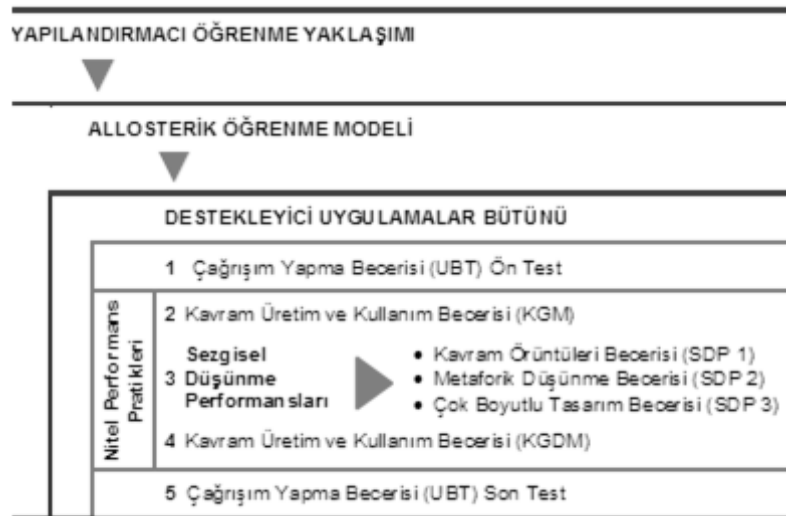 YAPILANDIRMACI ÖĞRENME YAKLAŞIMI
ALLOSTERİK ÖĞRENME MODELİ
DESTEKLEYİCİ UYGULAMALAR BÜTÜNÜ
1 Çağrışım Yapma Becerisi (UBT) Ön Test
Nitel Performans
Pratikleri
2 Kavram Üretim ve Kullanım Becerisi (KGM)
3 Sezgisel
Düşünme
Performansları
• Kavram Örüntüleri Becerisi (SDP 1)
• Metaforik Düşünme Becerisi (SDP 2)
• Çok Boyutlu Tasarım Becerisi (SDP 3)
4 Kavram Üretim ve Kullanım Becerisi (KGDM)
5 Çağrışım Yapma Becerisi (UBT) Son Test